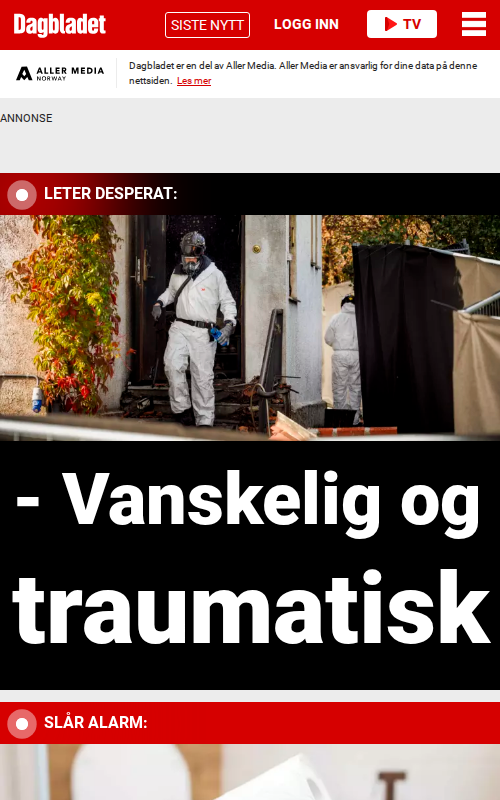 Dagbladet
SISTE NYTT
LOGG INN
TV
ALLER MEDIA
NORWAY
Dagbladet er en del av Aller Media. Aller Media er ansvarlig for dine data på denne
nettsiden. Les mer
ANNONSE
LETER DESPERAT:
- Vanskelig og
traumatisk
SLÅR ALARM: